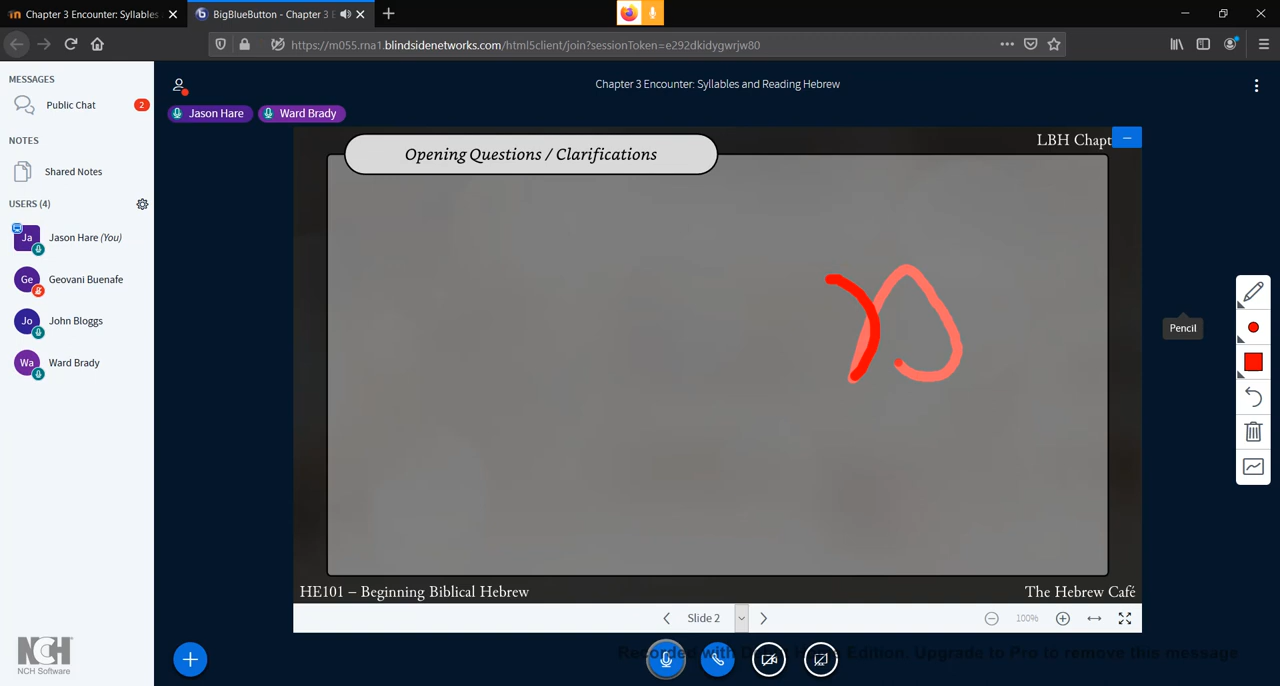 Chapter 3 Encounter: Syllables
BigBlueButton - Chapter 3 E
https://m055.rna1.blindsidenetworks.com/html5client/join?sessionToken=e292dkidygwrjw80
MESSAGES
Public Chat
2
NOTES
Shared Notes
USERS (4)
Ja
Jason Hare (You)
Ge
Geovani Buenafe
Jo
John Bloggs
Wa
Ward Brady
Chapter 3 Encounter: Syllables and Reading Hebrew
Jason Hare
Ward Brady
Opening Questions / Clarifications
LBH Chapt
Pencil
HE101 – Beginning Biblical Hebrew
The Hebrew Café
Slide 2
100%
NCH
NCH Software
Recorded with D Edition. Upgrade to Pro to remove this message